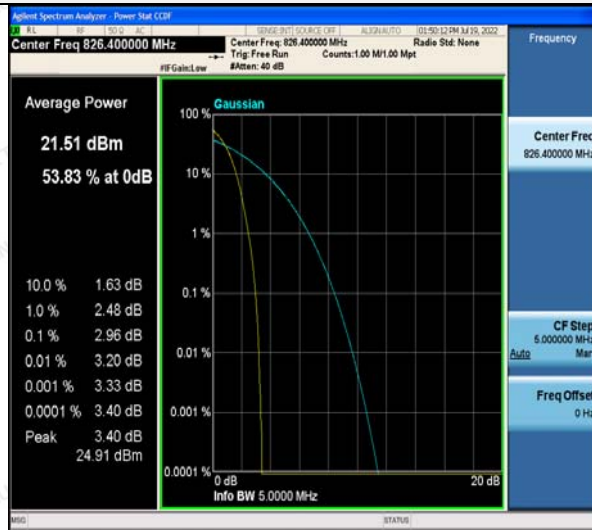 Agilent Spectrum Analyzer - Power Stat CCDF
RL RF 50 Ω AC SENSE:INT SOURCE OFF ALIGN AUTO 01:50:12 PM Jul 19, 2022
Center Freq 826.400000 MHz
Center Freq: 826.400000 MHz Radio Std: None
Trig: Free Run Counts:1.00 M/1.00 Mpt
#IFGain:Low #Atten: 40 dB
Frequency
Average Power
21.51 dBm
53.83 % at 0dB
10.0 % 1.63 dB
1.0 % 2.48 dB
0.1 % 2.96 dB
0.01 % 3.20 dB
0.001 % 3.33 dB
0.0001 % 3.40 dB
Peak 3.40 dB
24.91 dBm
Gaussian
100 %
10 %
1 %
0.1 %
0.01 %
0.001 %
0.0001 %
0 dB 20 dB
Info BW 5.0000 MHz
Center Freq
826.400000 MHz
CF Step
5.000000 MHz
Auto Man
Freq Offset
0 Hz
MSG STATUS